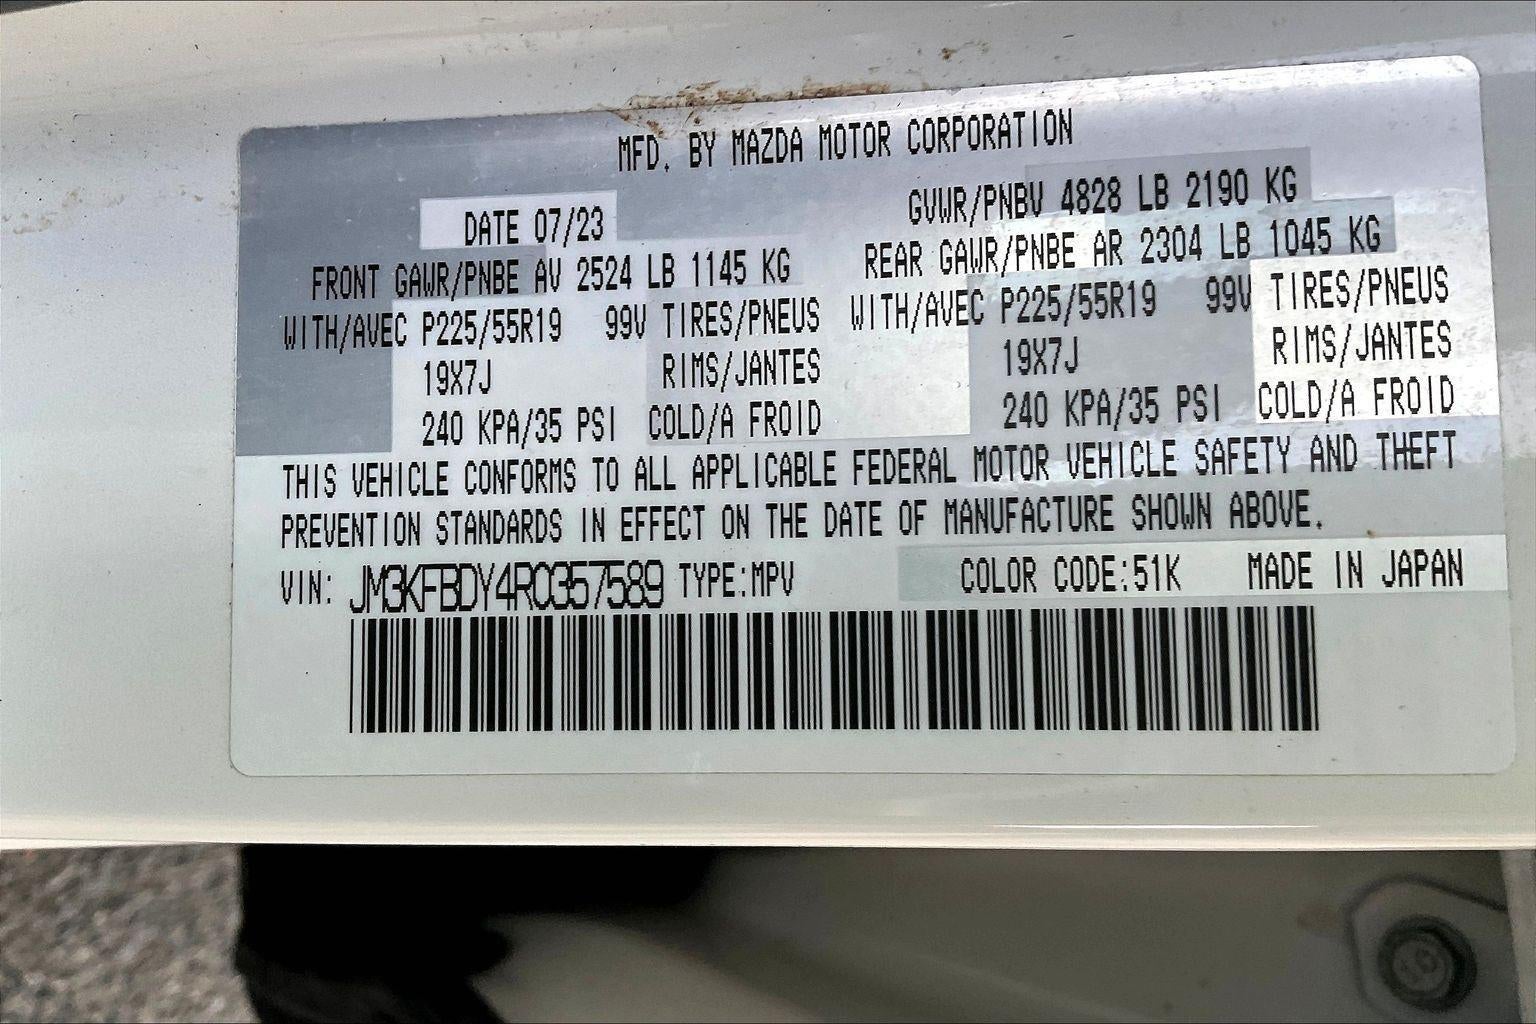 MFD. BY MAZDA MOTOR CORPORATION
DATE 07/23 GVWR/PNBV 4828 LB 2190 KG
FRONT GAWR/PNBE AV 2524 LB 1145 KG REAR GAWR/PNBE AR 2304 LB 1045 KG
WITH/AVEC P225/55R19 99V TIRES/PNEUS WITH/AVEC P225/55R19 99V TIRES/PNEUS
19X7J RIMS/JANTES 19X7J RIMS/JANTES
240 KPA/35 PSI COLD/A FROID 240 KPA/35 PSI COLD/A FROID
THIS VEHICLE CONFORMS TO ALL APPLICABLE FEDERAL MOTOR VEHICLE SAFETY AND THEFT
PREVENTION STANDARDS IN EFFECT ON THE DATE OF MANUFACTURE SHOWN ABOVE.
VIN: JM3KFBDY4R0357589 TYPE:MPV COLOR CODE:51K MADE IN JAPAN
10